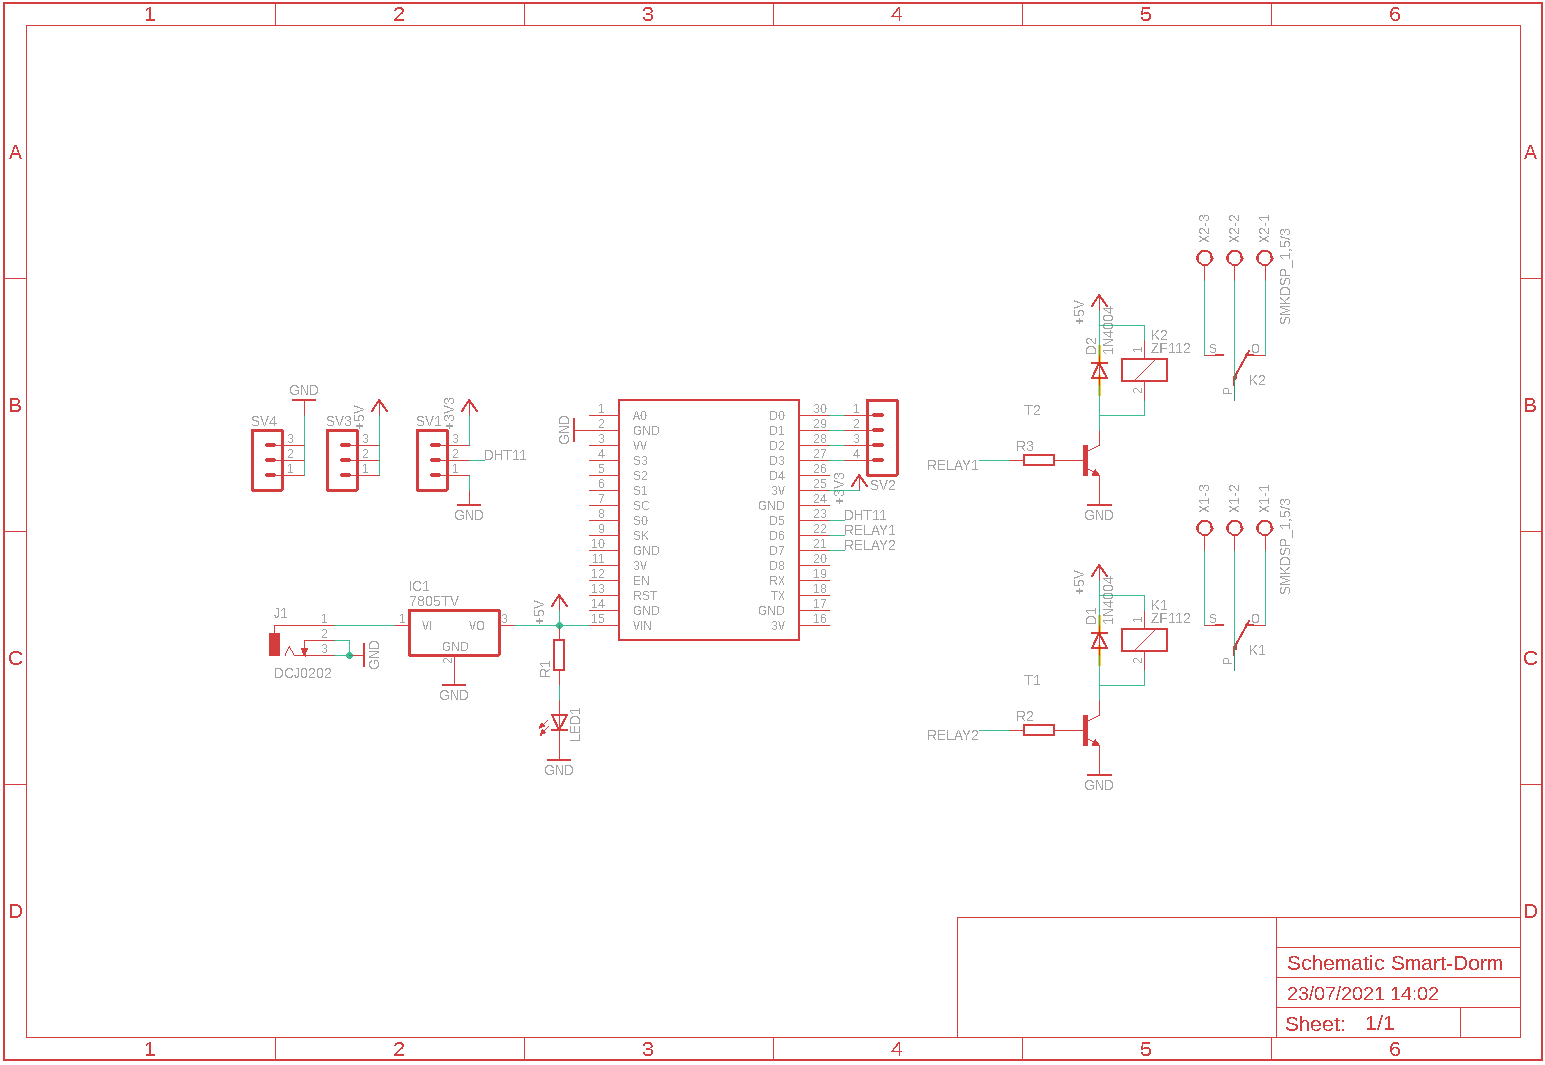 1 2 3 4 5 6
A A
B B
C C
D D
X2-3
X2-2
X2-1
SMKDSP_1,5/3
S
O
P
K2
+5V
D2
1N4004
1
2
K2
ZF112
T2
R3
RELAY1
GND
GND
SV4
3
2
1
SV3
+5V
3
2
1
SV1
+3V3
3
2
1
DHT11
GND
GND
1 A0 D0 30 1
2 GND D1 29 2
3 VV D2 28 3
4 S3 D3 27 4
5 S2 D4 26
6 S1 3V 25
7 SC GND 24
8 S0 D5 23 DHT11
9 SK D6 22 RELAY1
10 GND D7 21 RELAY2
11 3V D8 20
12 EN RX 19
13 RST TX 18
14 GND GND 17
15 VIN 3V 16
+3V3
SV2
X1-3
X1-2
X1-1
SMKDSP_1,5/3
S
O
P
K1
+5V
D1
1N4004
1
2
K1
ZF112
T1
R2
RELAY2
GND
J1
1
2
3
DCJ0202
GND
IC1
7805TV
1 VI VO 3
GND
2
GND
+5V
R1
LED1
GND
Schematic Smart-Dorm
23/07/2021 14:02
Sheet: 1/1
1 2 3 4 5 6